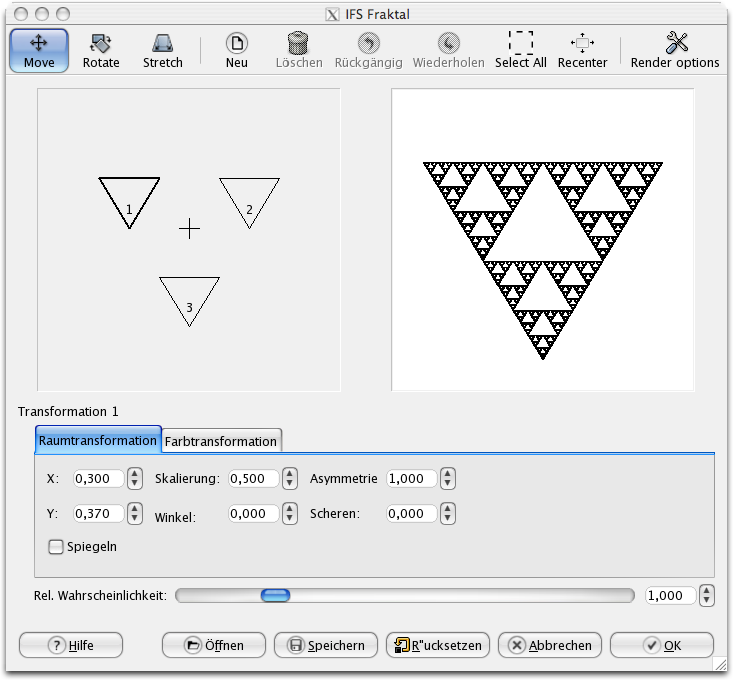 IFS Fraktal
Move Rotate Stretch Neu Löschen Rückgängig Wiederholen Select All Recenter Render options
1 2
3
Transformation 1
Raumtransformation Farbtransformation
X: 0,300 Skalierung: 0,500 Asymmetrie 1,000
Y: 0,370 Winkel: 0,000 Scheren: 0,000
Spiegeln
Rel. Wahrscheinlichkeit: 1,000
Hilfe Öffnen Speichern R"ucksetzen Abbrechen OK